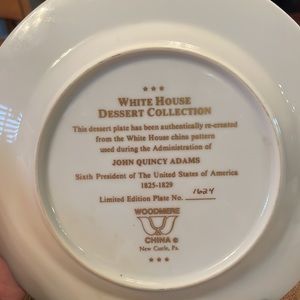 ★ ★ ★
WHITE HOUSE
DESSERT COLLECTION
This dessert plate has been authentically re-created
from the White House china pattern
used during the Administration of
JOHN QUINCY ADAMS
Sixth President of The United States of America
1825-1829
Limited Edition Plate No. 1624
WOODMERE
CHINA ©
New Castle, Pa.
★ ★ ★